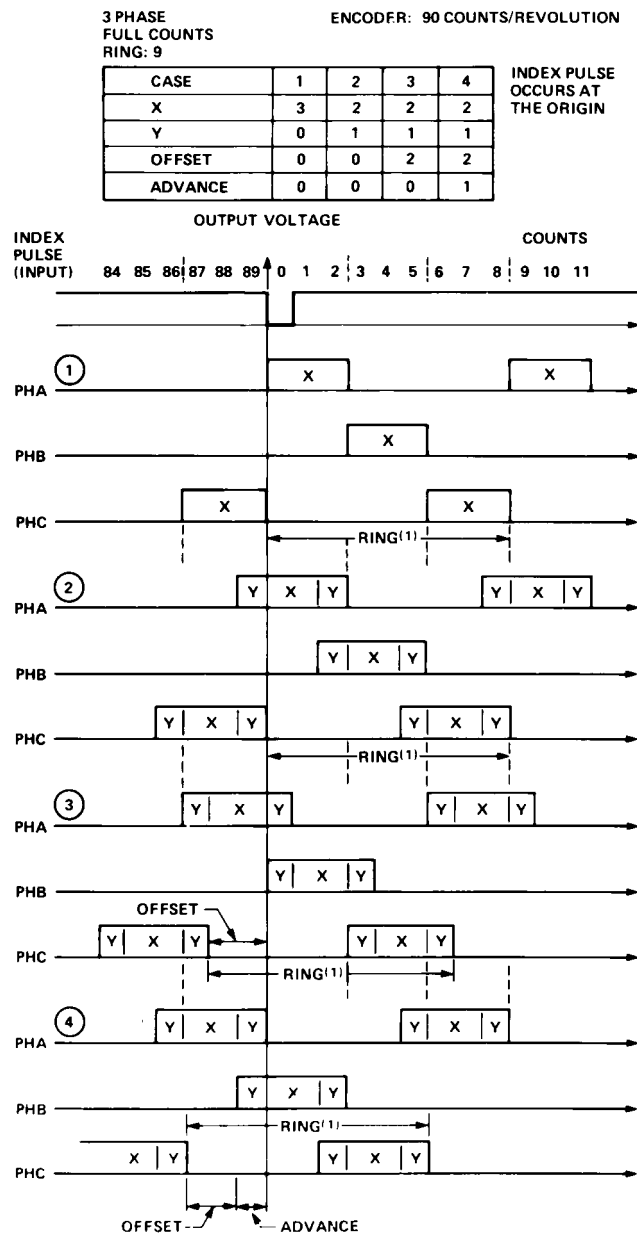 3 PHASE
FULL COUNTS
RING: 9
ENCODER: 90 COUNTS/REVOLUTION
CASE 1 2 3 4
X 3 2 2 2
Y 0 1 1 1
OFFSET 0 0 2 2
ADVANCE 0 0 0 1
INDEX PULSE
OCCURS AT
THE ORIGIN
OUTPUT VOLTAGE
INDEX
PULSE
(INPUT)
COUNTS
84 85 86 87 88 89 0 1 2 3 4 5 6 7 8 9 10 11
1
PHA X X
PHB X
PHC X X
RING(1)
2
PHA Y X Y Y X Y
PHB Y X Y
PHC Y X Y Y X Y
RING(1)
3
PHA Y X Y Y X Y
PHB Y X Y
OFFSET
PHC Y X Y Y X Y
RING(1)
4
PHA Y X Y Y X Y
PHB Y X Y
RING(1)
PHC X Y Y X Y
OFFSET ADVANCE